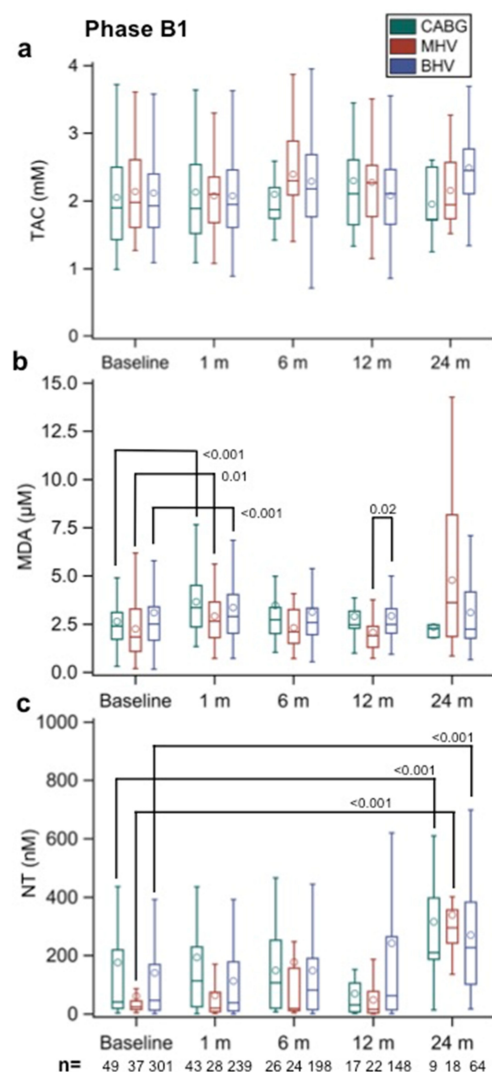 Phase B1
CABG
MHV
BHV
a
4
3
2
1
0
TAC (mM)
Baseline 1 m 6 m 12 m 24 m
b
15.0
12.5
10.0
7.5
5.0
2.5
0.0
MDA (µM)
<0.001
0.01
<0.001
0.02
Baseline 1 m 6 m 12 m 24 m
c
1000
800
600
400
200
0
NT (nM)
<0.001
<0.001
<0.001
Baseline 1 m 6 m 12 m 24 m
n= 49 37 301 43 28 239 26 24 198 17 22 148 9 18 64